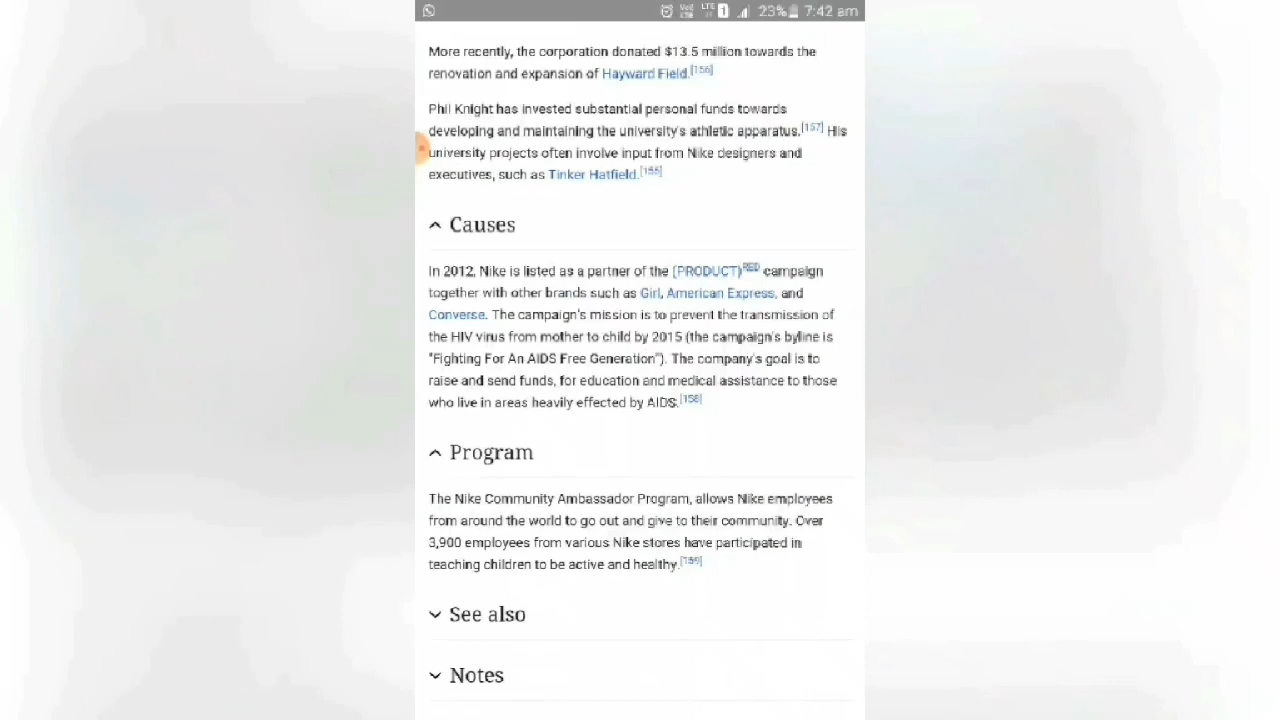 LTE 1 23% 7:42 am
More recently, the corporation donated $13.5 million towards the
renovation and expansion of Hayward Field.[156]
Phil Knight has invested substantial personal funds towards
developing and maintaining the university's athletic apparatus.[157] His
university projects often involve input from Nike designers and
executives, such as Tinker Hatfield.[155]
Causes
In 2012, Nike is listed as a partner of the (PRODUCT)RED campaign
together with other brands such as Girl, American Express, and
Converse. The campaign's mission is to prevent the transmission of
the HIV virus from mother to child by 2015 (the campaign's byline is
"Fighting For An AIDS Free Generation"). The company's goal is to
raise and send funds, for education and medical assistance to those
who live in areas heavily effected by AIDS.[158]
Program
The Nike Community Ambassador Program, allows Nike employees
from around the world to go out and give to their community. Over
3,900 employees from various Nike stores have participated in
teaching children to be active and healthy.[159]
See also
Notes